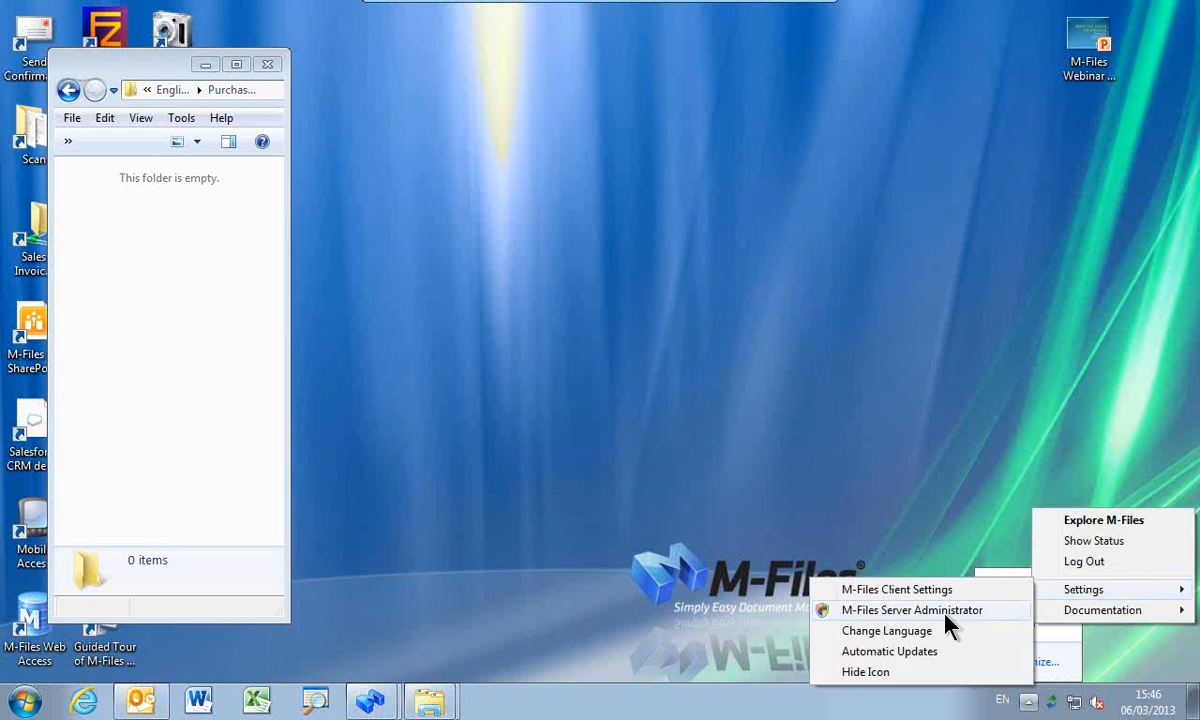 Send
Confirma
Scan
Sales
Invoic.
M-Files
SharePo
Salesfor
CRM de
Mobil
Acces
M-Files Web
Access
Guided Tour
of M-Files ...
M-Files
Webinar ...
« Engli... Purchas...
File Edit View Tools Help
»
This folder is empty.
0 items
M-Files®
Simply Easy Document Ma
Explore M-Files
Show Status
Log Out
Settings
Documentation
M-Files Client Settings
M-Files Server Administrator
Change Language
Automatic Updates
Hide Icon
ize...
EN
15:46
06/03/2013